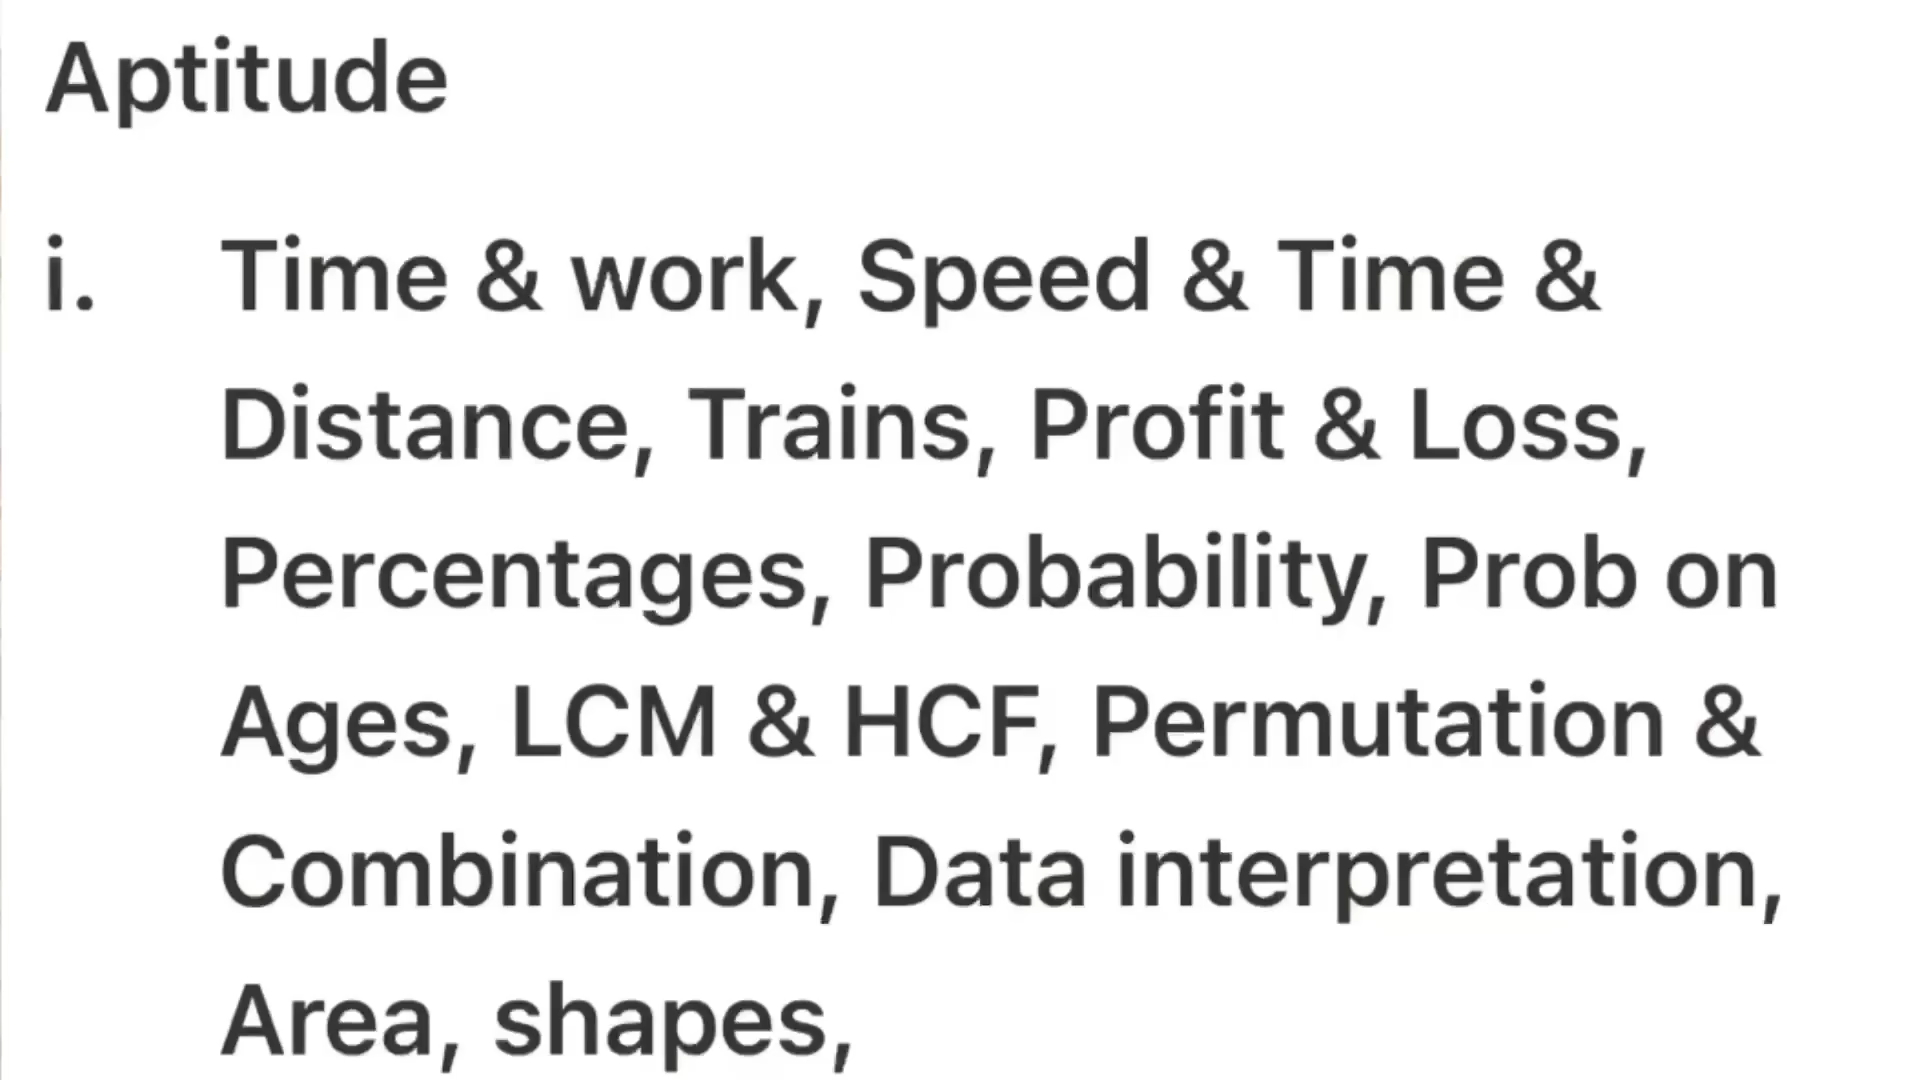 Aptitude
i. Time & work, Speed & Time &
Distance, Trains, Profit & Loss,
Percentages, Probability, Prob on
Ages, LCM & HCF, Permutation &
Combination, Data interpretation,
Area, shapes,